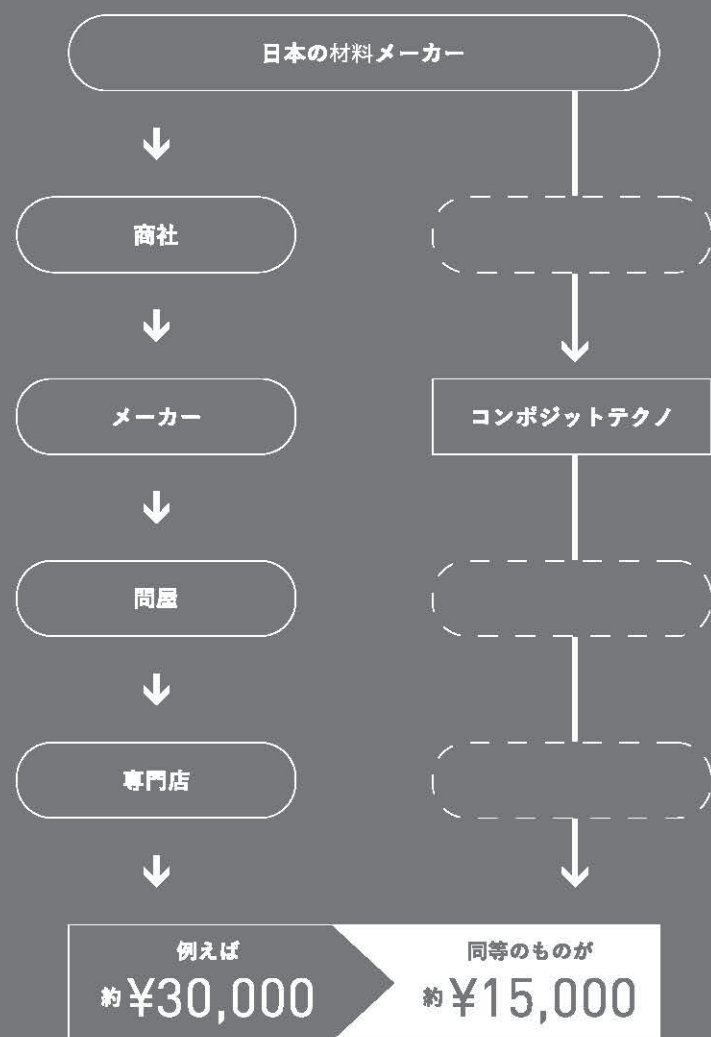 日本の材料メーカー
商社
メーカー
コンポジットテクノ
問屋
専門店
例えば
約¥30,000
同等のものが
約¥15,000